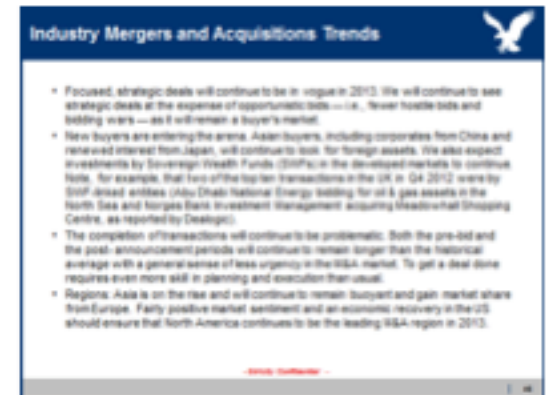 Industry Mergers and Acquisitions Trends
• Focused, strategic deals will continue to be in vogue in 2013. We will continue to see
strategic deals at the expense of opportunistic bids — i.e., fewer hostile bids and
bidding wars — as it will remain a buyer's market.
• New buyers are entering the arena. Asian buyers, including corporates from China and
renewed interest from Japan, will continue to look for foreign assets. We also expect
investments by Sovereign Wealth Funds (SWFs) in the developed markets to continue.
Note, for example, that two of the top ten transactions in the UK in Q4 2012 were by
SWF-linked entities (Abu Dhabi National Energy bidding for oil & gas assets in the
North Sea and Norges Bank Investment Management acquiring Meadowhall Shopping
Centre, as reported by Dealogic).
• The completion of transactions will continue to be problematic. Both the pre-bid and
the post- announcement periods will continue to remain longer than the historical
average with a general sense of less urgency in the M&A market. To get a deal done
requires even more skill in planning and execution than usual.
• Regions: Asia is on the rise and will continue to remain buoyant and gain market share
from Europe. Fairly positive market sentiment and an economic recovery in the US
should ensure that North America continues to be the leading M&A region in 2013.
--Strictly Confidential --